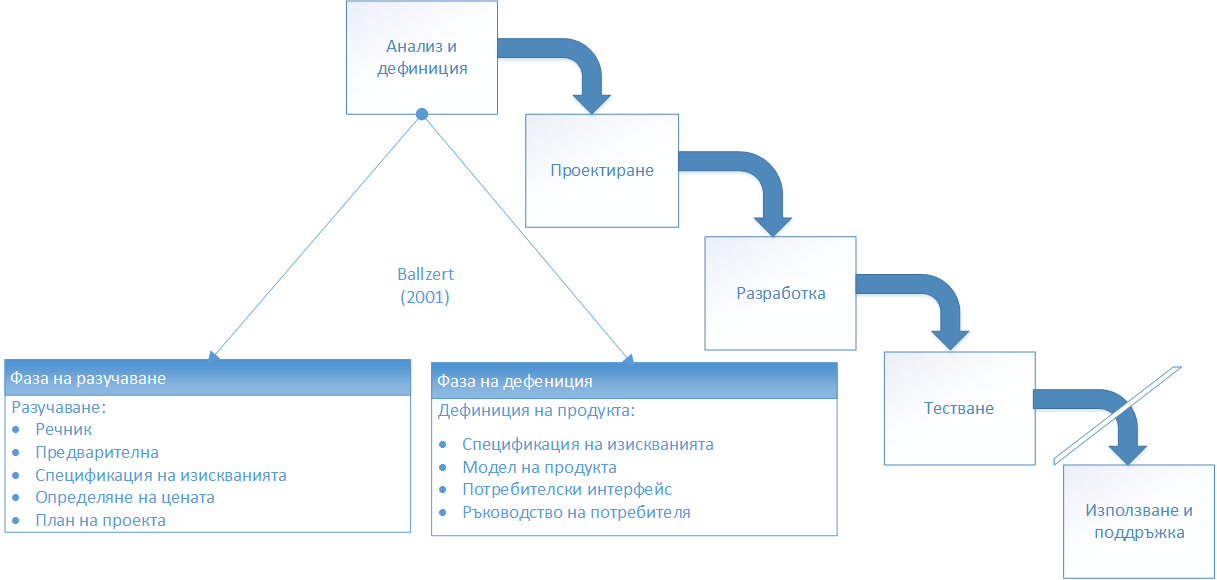 Анализ и
дефиниция
Проектиране
Разработка
Тестване
Използване и
поддръжка
Ballzert
(2001)
Фаза на разучаване
Разучаване:
• Речник
• Предварителна
• Спецификация на изискванията
• Определяне на цената
• План на проекта
Фаза на дефениция
Дефиниция на продукта:
• Спецификация на изискванията
• Модел на продукта
• Потребителски интерфейс
• Ръководство на потребителя